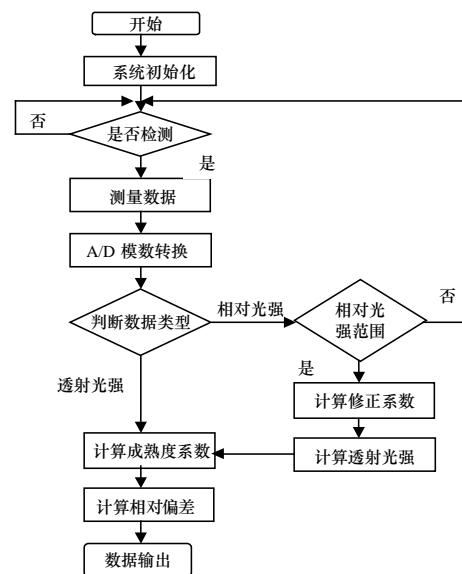 开始
系统初始化
否
是否检测
是
测量数据
A/D 模数转换
判断数据类型
相对光强
相对光
强范围
否
透射光强
是
计算修正系数
计算成熟度系数
计算透射光强
计算相对偏差
数据输出